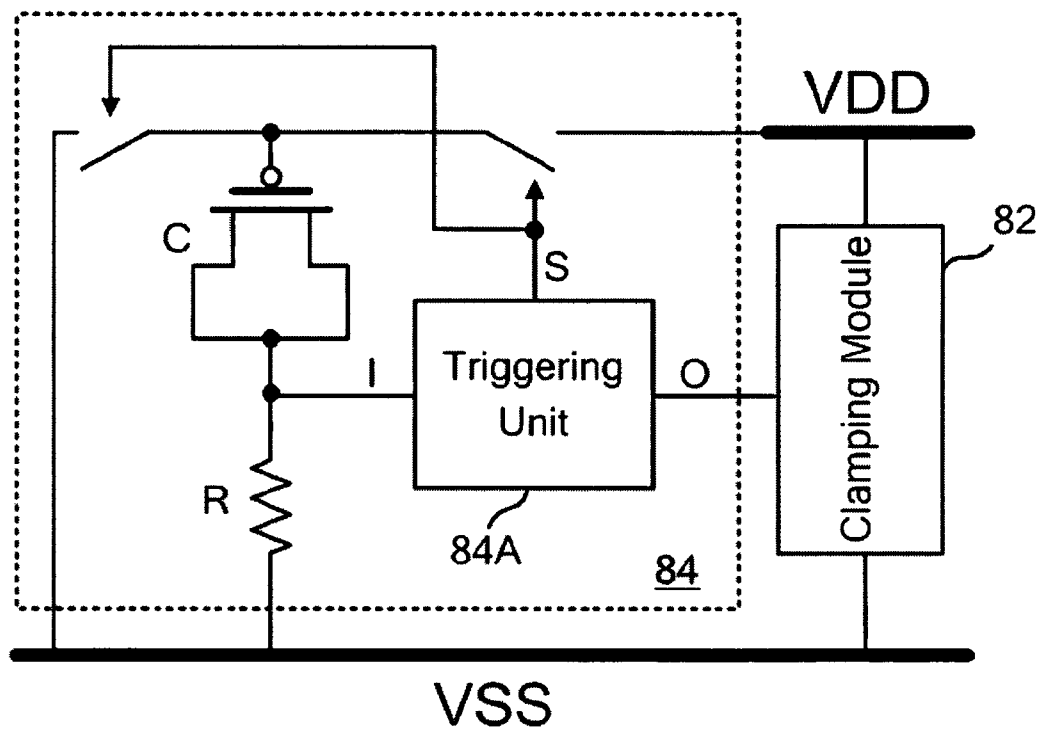 VDD
82
C
S
I
Triggering
Unit
O
Clamping Module
R
84A
84
VSS